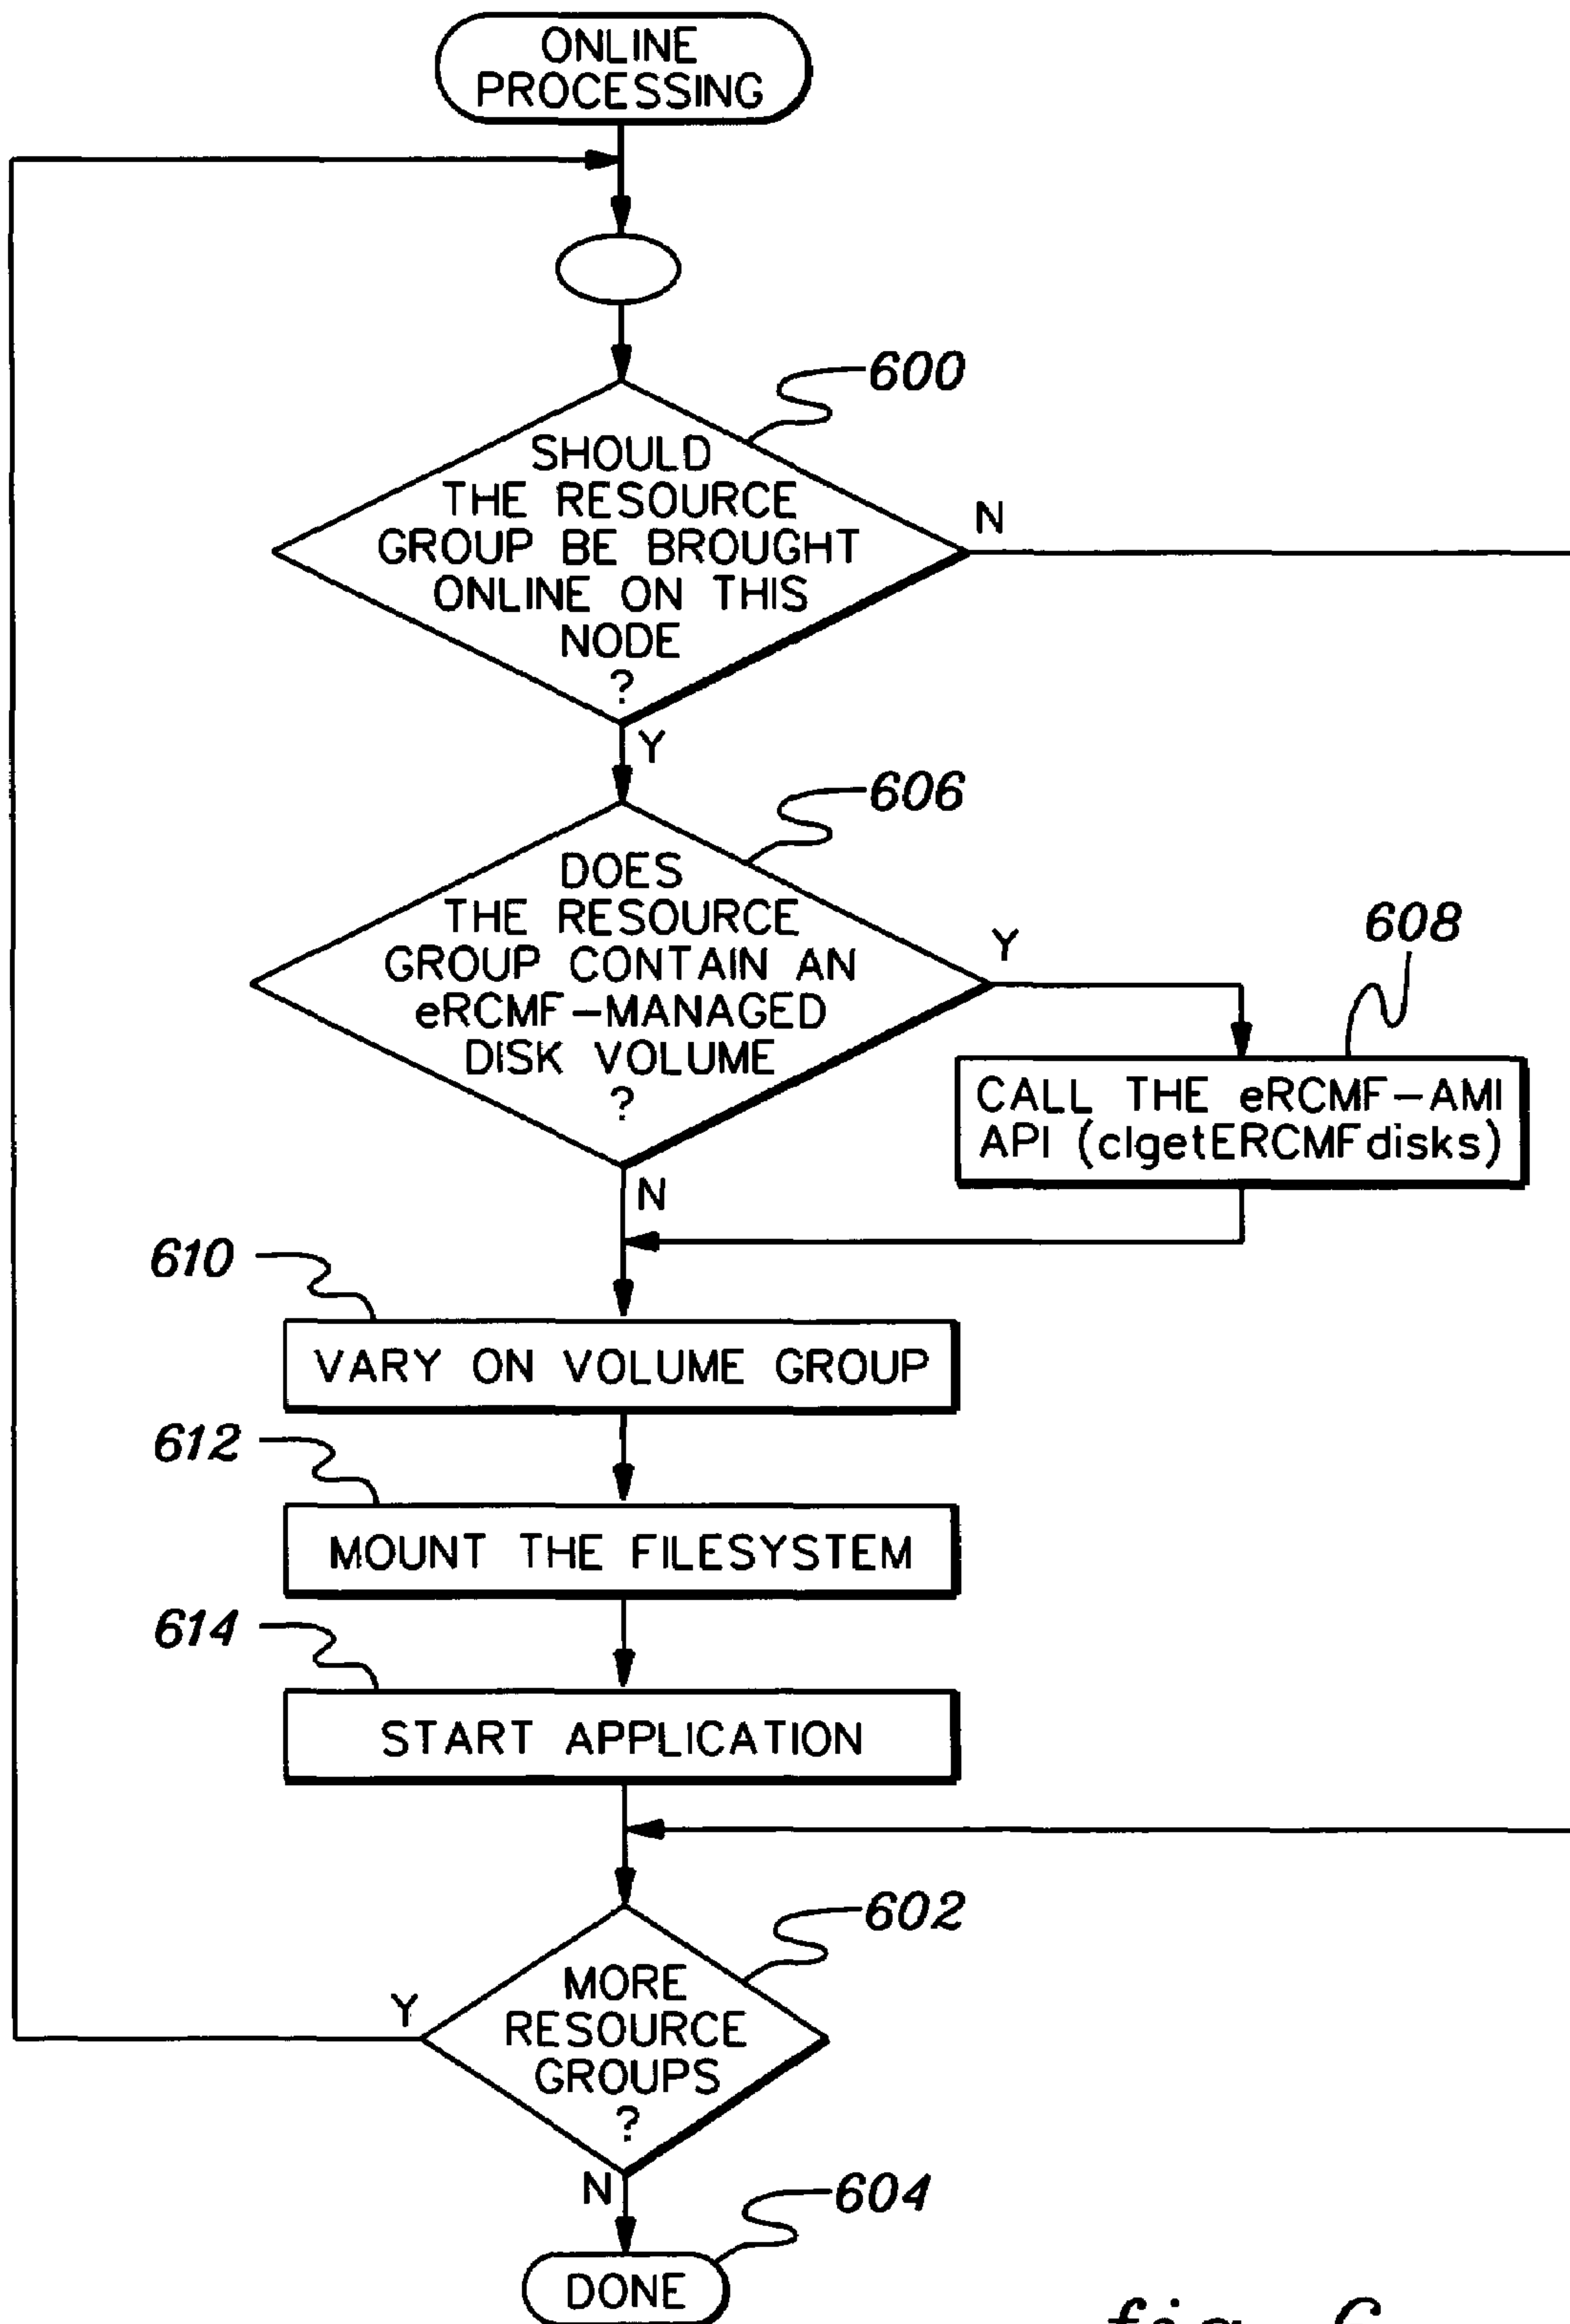 ONLINE
PROCESSING
600
SHOULD
THE RESOURCE
GROUP BE BROUGHT
ONLINE ON THIS
NODE
?
N
Y
606
DOES
THE RESOURCE
GROUP CONTAIN AN
eRCMF-MANAGED
DISK VOLUME
?
Y
608
CALL THE eRCMF-AMI
API (clgetERCMFdisks)
N
610
VARY ON VOLUME GROUP
612
MOUNT THE FILESYSTEM
614
START APPLICATION
602
MORE
RESOURCE
GROUPS
?
Y
N
604
DONE